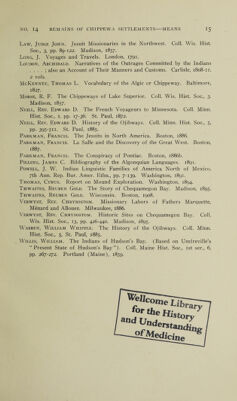 NO. 14 REMAINS OF CHIPPEWA SETTLEMENTS—MEANS 15
Law, Judge John. Jesuit Missionaries in the Northwest. Coll. Wis. Hist.
Soc., 3, pp. 89-122. Madison, 1857.
Long, J. Voyages and Travels. London, 1791.
Loudon, Archibald. Narratives of the Outrages Committed by the Indians
; also an Account of Their Manners and Customs. Carlisle, 1808-11.
2 vols.
McKenney, Thomas L. Vocabulary of the Algic or Chippeway. Baltimore,
1827.
Morse, R. F. The Chippeways of Lake Superior. Coll. Wis. Hist. Soc., 3.
Madison, 1857.
Neill, Rev. Edward D. The French Voyageurs to Minnesota. Coll. Minn.
Hist. Soc., 1, pp. 17-36. St. Paul, 1872.
Neill, Rev. Edward D. History of the Ojibways. Coll. Minn. Hist. Soc., 5,
pp. 395-511. St. Paul, 1885.
Parkman, Francis. The Jesuits in North America. Boston, 1886.
Parkman, Francis. La Salle and the Discovery of the Great West. Boston,
1887.
Parkman, Francis. The Conspiracy of Pontiac. Boston, 1886b.
Pilling, James C. Bibliography of the Algonquian Languages. 1891.
Powell, J. W. Indian Linguistic Families of America, North of Mexico.
7th Ann. Rep. Bur. Amer. Ethn., pp. 7-139. Washington, 1891.
Thomas, Cyrus. Report on Mound Exploration. Washington, 1894.
Thwaites, Reuben Gold. The Story of Chequamegon Bay. Madison, 1895.
Thwaites, Reuben Gold. Wisconsin. Boston, 1908.
Verwyst, Rev. Chrysostom. Missionary Labors of Fathers Marquette,
Ménard and Allouez. Milwaukee, 1886.
Verwyst, Rev. Chrysostom. Historic Sites on Chequamegon Bay. Coll.
Wis. Hist. Soc., 13, pp. 426-440. Madison, 1895.
Warren, William Whipple. The History of the Ojibways. Coll. Minn.
Hist. Soc., 5. St. Paul, 1885.
Willis, William. The Indians of Hudson's Bay. (Based on Umfreville's
"Present State of Hudson's Bay"). Coll. Maine Hist. Soc., 1st ser., 6,
pp. 267-272. Portland (Maine), 1859.
Wellcome Library
for the History
and Understanding
of Medicine